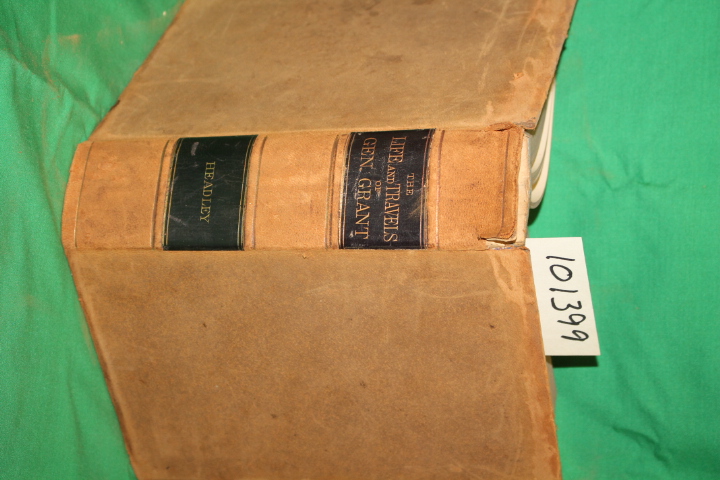 THE
LIFE AND TRAVELS
OF
GEN. GRANT
HEADLEY
101399